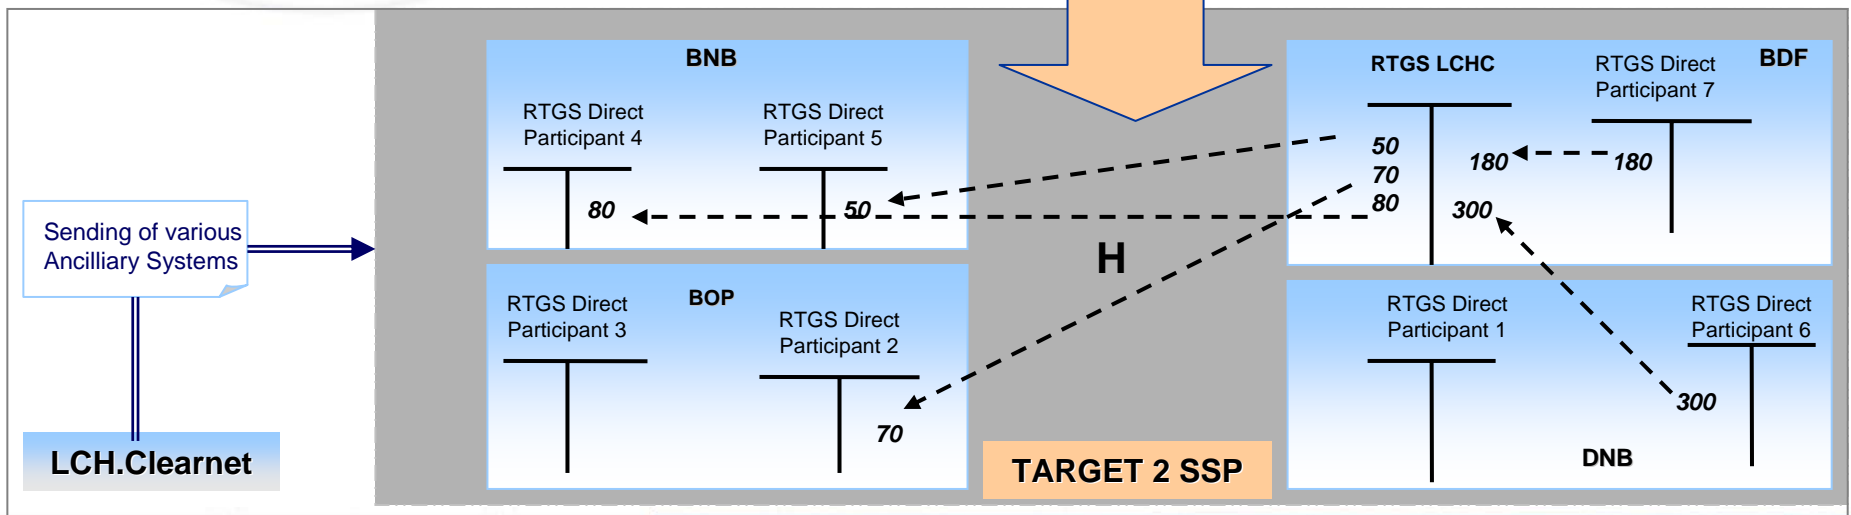 Sending of various
Ancilliary Systems
LCH.Clearnet
BNB
RTGS Direct
Participant 4
80
RTGS Direct
Participant 5
50
BOP
RTGS Direct
Participant 3
RTGS Direct
Participant 2
70
H
TARGET 2 SSP
RTGS LCHC
BDF
50
70
80
180
300
RTGS Direct
Participant 7
180
RTGS Direct
Participant 1
RTGS Direct
Participant 6
300
DNB